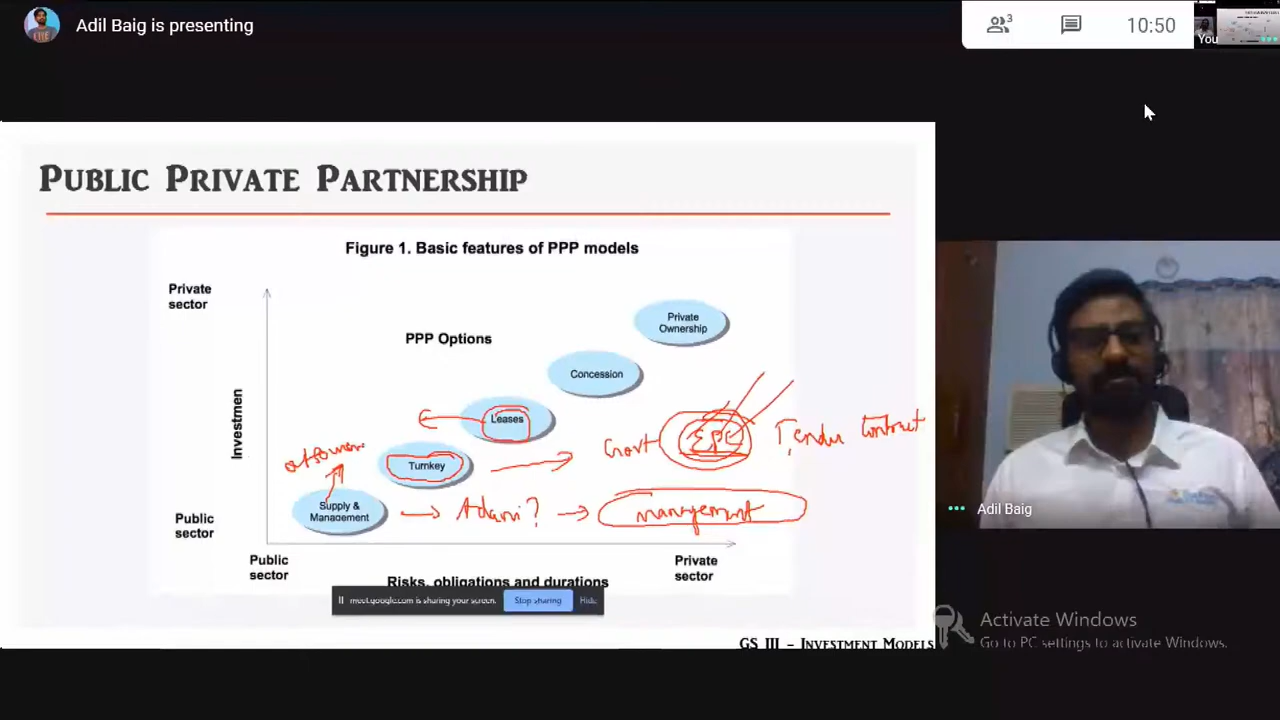 Adil Baig is presenting
3
10:50
You
PUBLIC PRIVATE PARTNERSHIP
Figure 1. Basic features of PPP models
Private
sector
PPP Options
Private
Ownership
Concession
Leases
Investmen
Turnkey
Govt
EPC
Tender Contract
Supply &
Management
Adani?
management
Public
sector
Public
sector
Private
sector
Risks, obligations and durations
meet.google.com is sharing your screen.
Stop sharing
Hide
GS III – INVESTMENT MODELS
Adil Baig
Activate Windows
Go to PC settings to activate Windows.